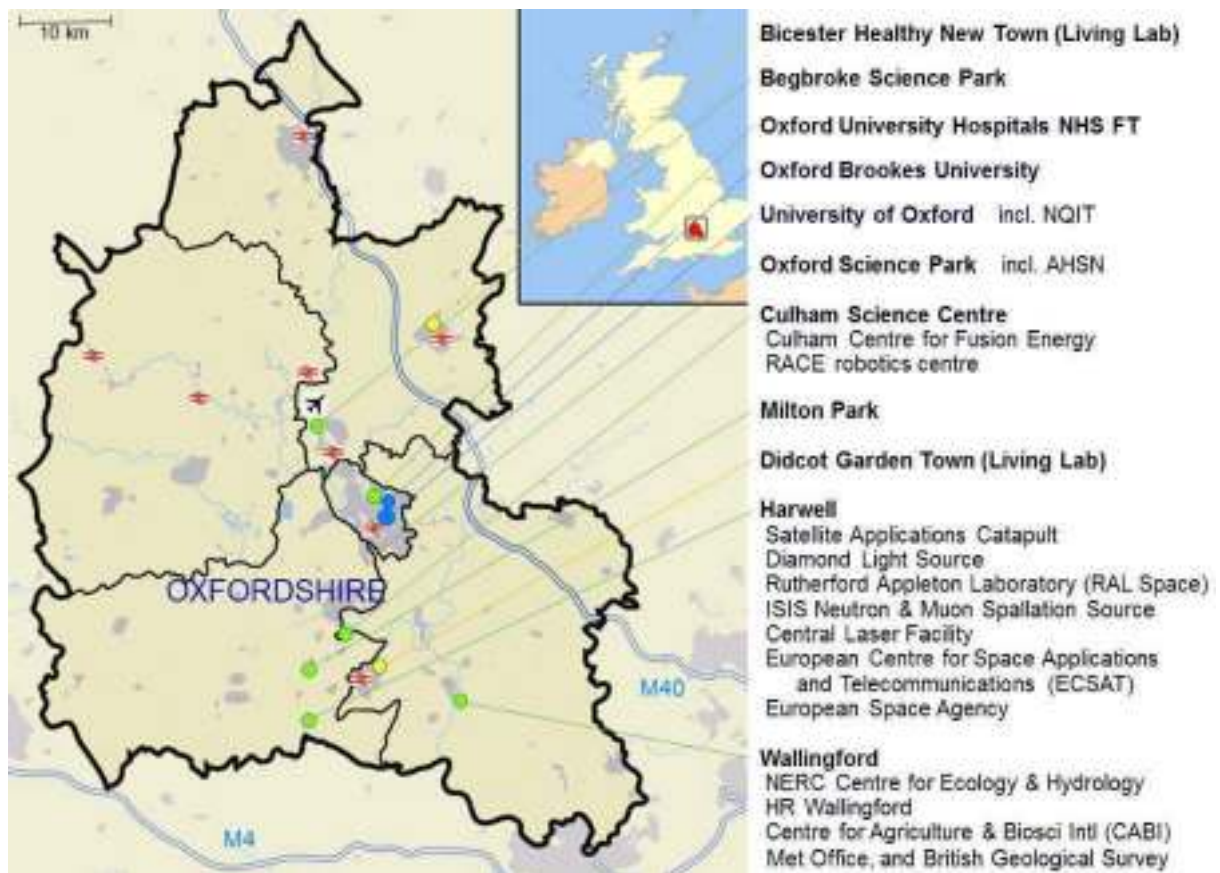 10 km
OXFORDSHIRE
M40
M4
Bicester Healthy New Town (Living Lab)
Begbroke Science Park
Oxford University Hospitals NHS FT
Oxford Brookes University
University of Oxford incl. NQIT
Oxford Science Park incl. AHSN
Culham Science Centre
Culham Centre for Fusion Energy
RACE robotics centre
Milton Park
Didcot Garden Town (Living Lab)
Harwell
Satellite Applications Catapult
Diamond Light Source
Rutherford Appleton Laboratory (RAL Space)
ISIS Neutron & Muon Spallation Source
Central Laser Facility
European Centre for Space Applications
and Telecommunications (ECSAT)
European Space Agency
Wallingford
NERC Centre for Ecology & Hydrology
HR Wallingford
Centre for Agriculture & Biosci Intl (CABI)
Met Office, and British Geological Survey